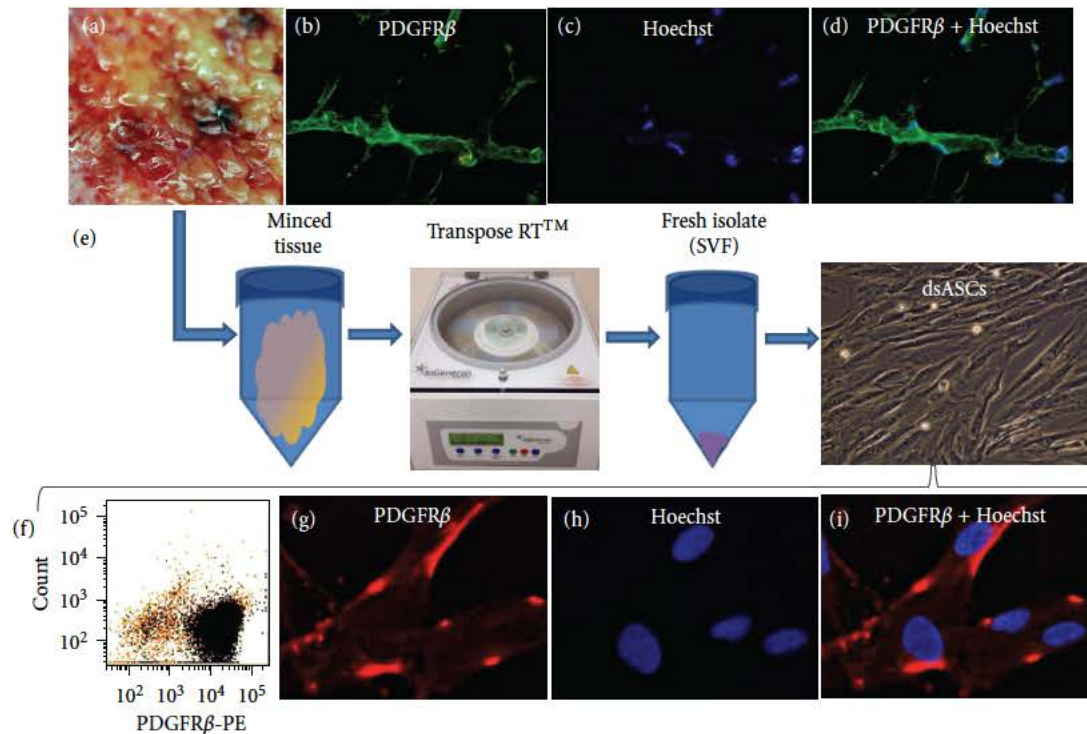 (a)
(b)
PDGFRβ
(c)
Hoechst
(d)
PDGFRβ + Hoechst
(e)
Minced
tissue
Transpose RT™
Fresh isolate
(SVF)
dsASCs
(f)
10⁵
10⁴
10³
10²
Count
10² 10³ 10⁴ 10⁵
PDGFRβ-PE
(g)
PDGFRβ
(h)
Hoechst
(i)
PDGFRβ + Hoechst